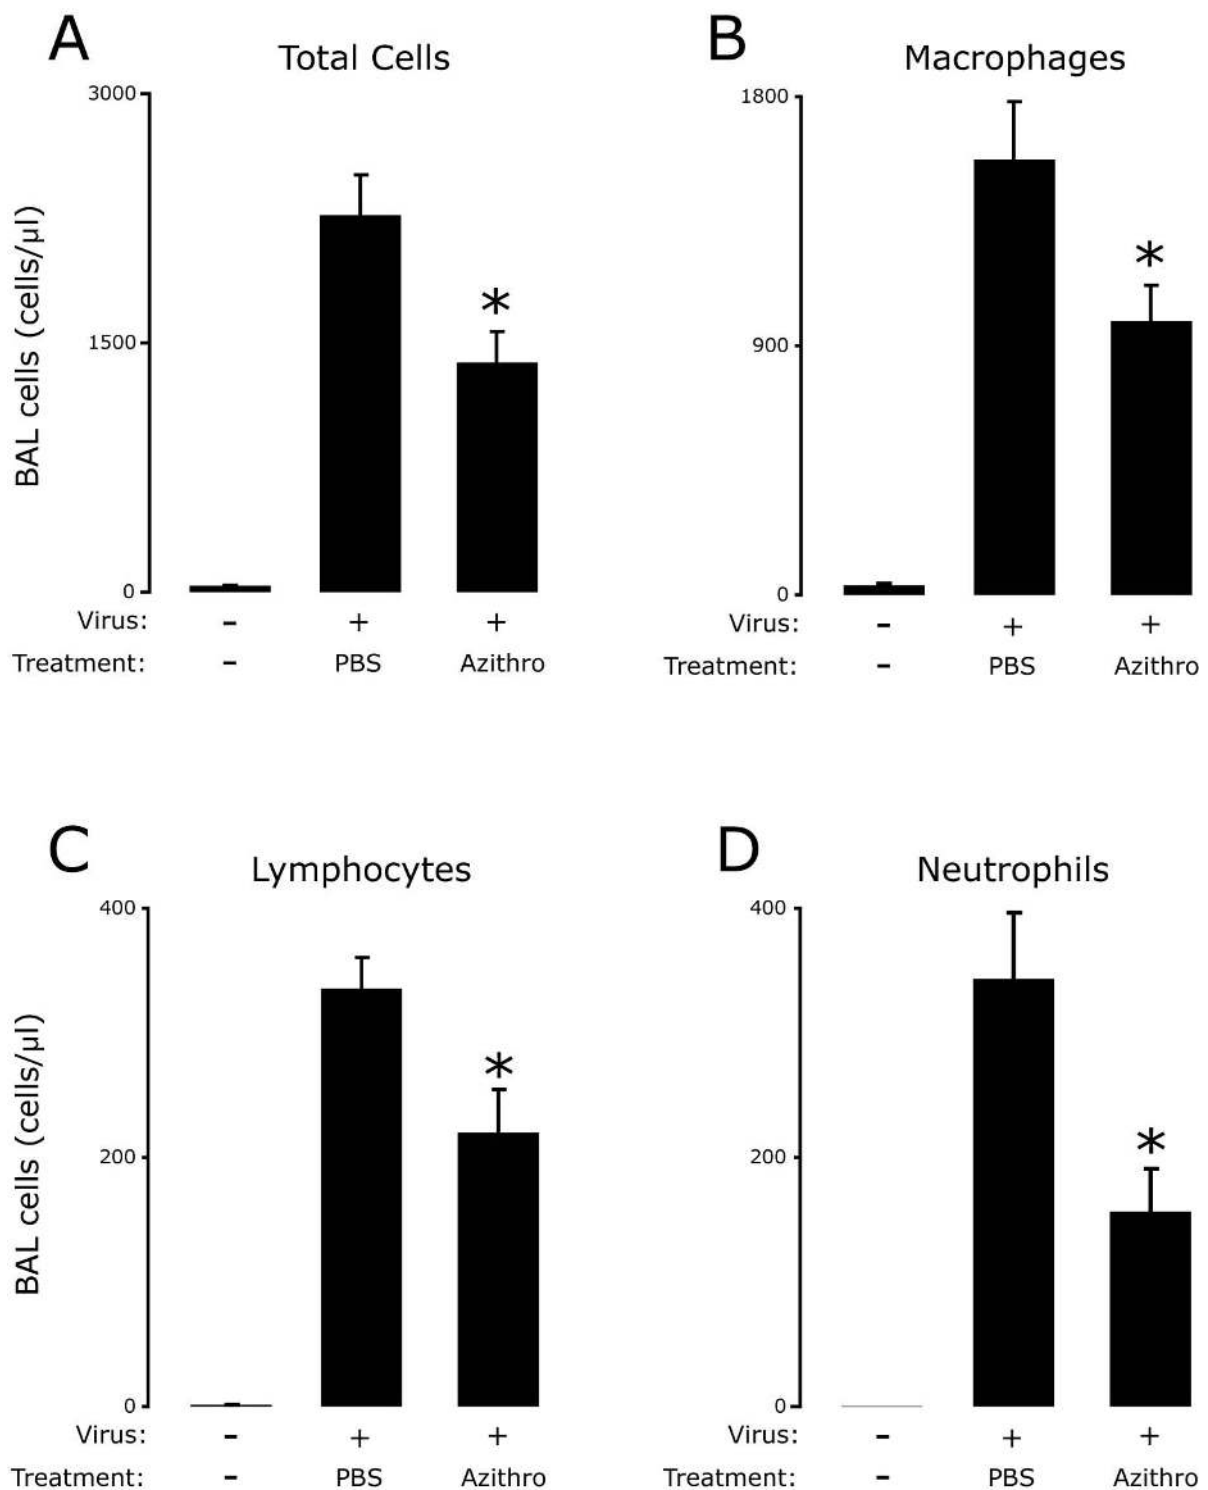 A
Total Cells
3000
1500
0
BAL cells (cells/µl)
*
Virus: - + +
Treatment: - PBS Azithro
B
Macrophages
1800
900
0
*
Virus: - + +
Treatment: - PBS Azithro
C
Lymphocytes
400
200
0
BAL cells (cells/µl)
*
Virus: - + +
Treatment: - PBS Azithro
D
Neutrophils
400
200
0
*
Virus: - + +
Treatment: - PBS Azithro